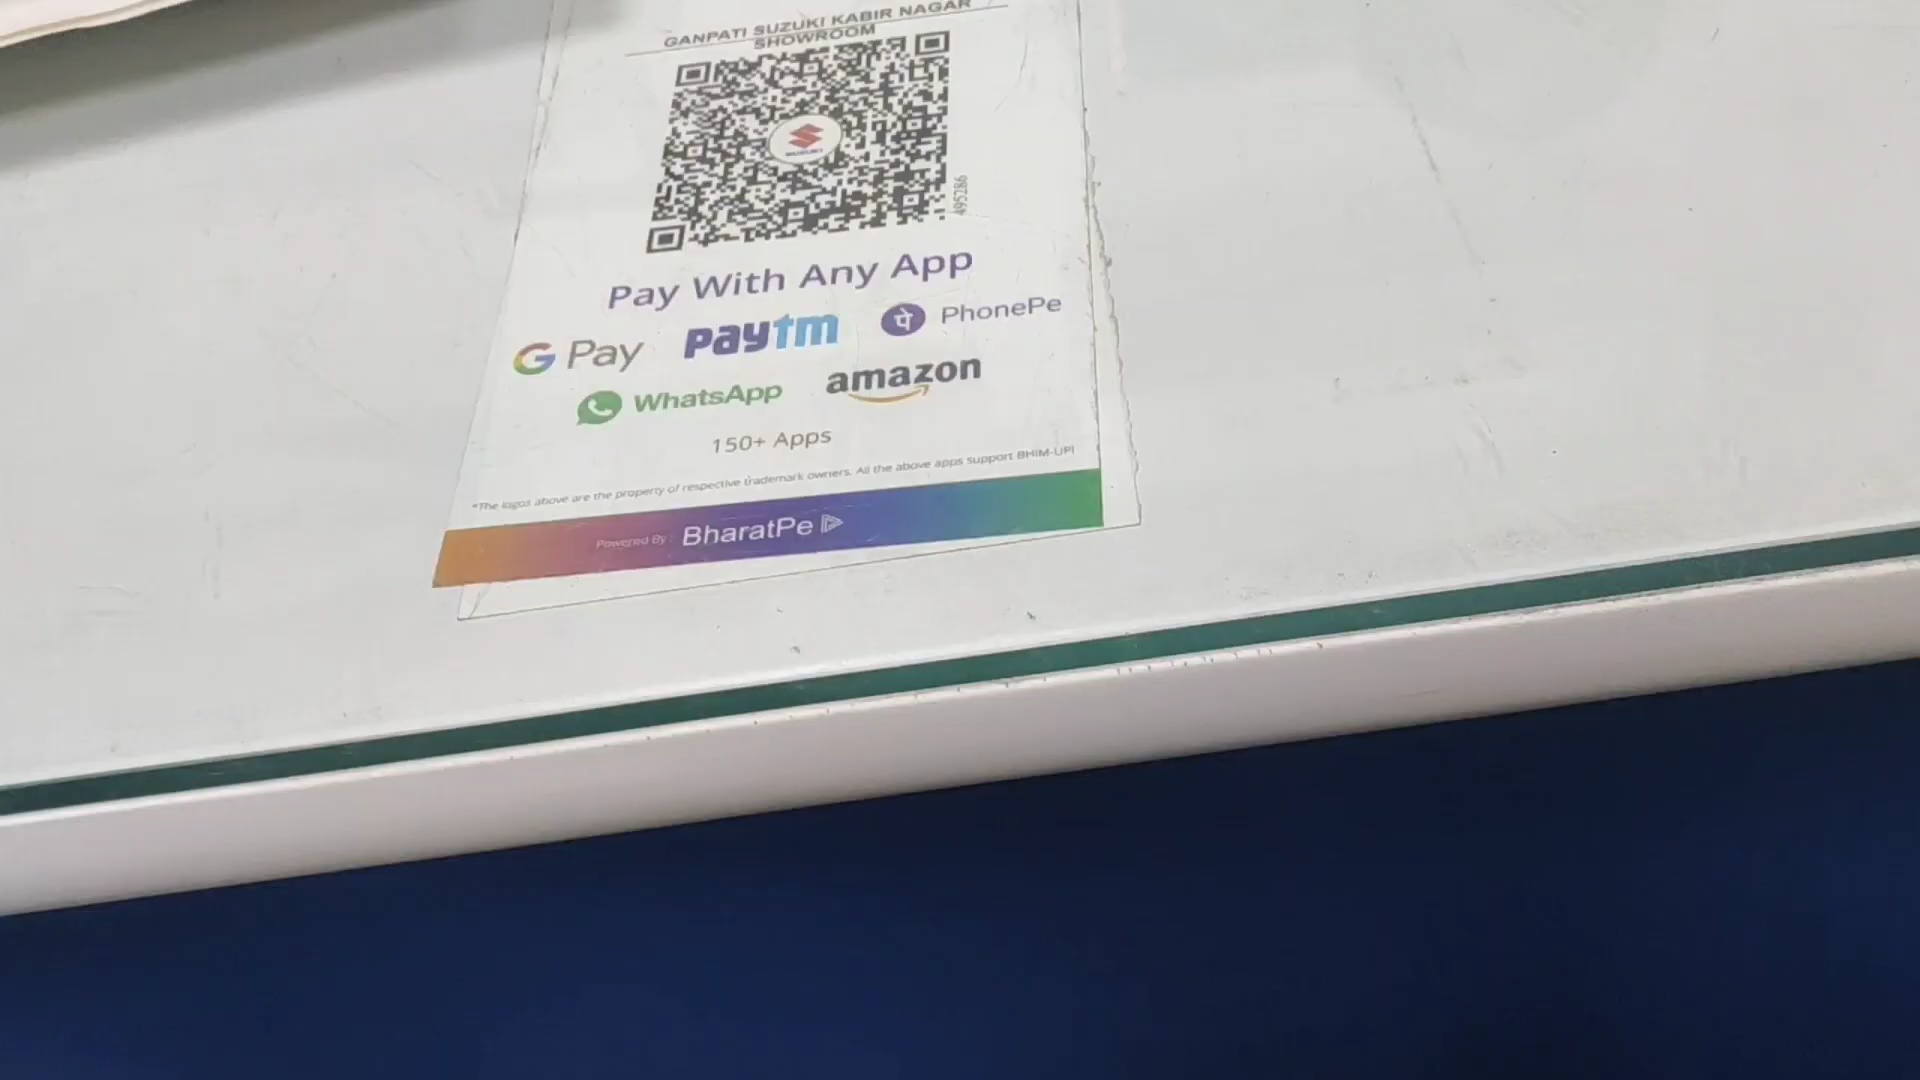 GANPATI SUZUKI KABIR NAGAR
SHOWROOM
SUZUKI
495286
Pay With Any App
G Pay paytm पे PhonePe
WhatsApp amazon
150+ Apps
*The logos above are the property of respective trademark owners. All the above apps support BHIM-UPI
Powered By : BharatPe